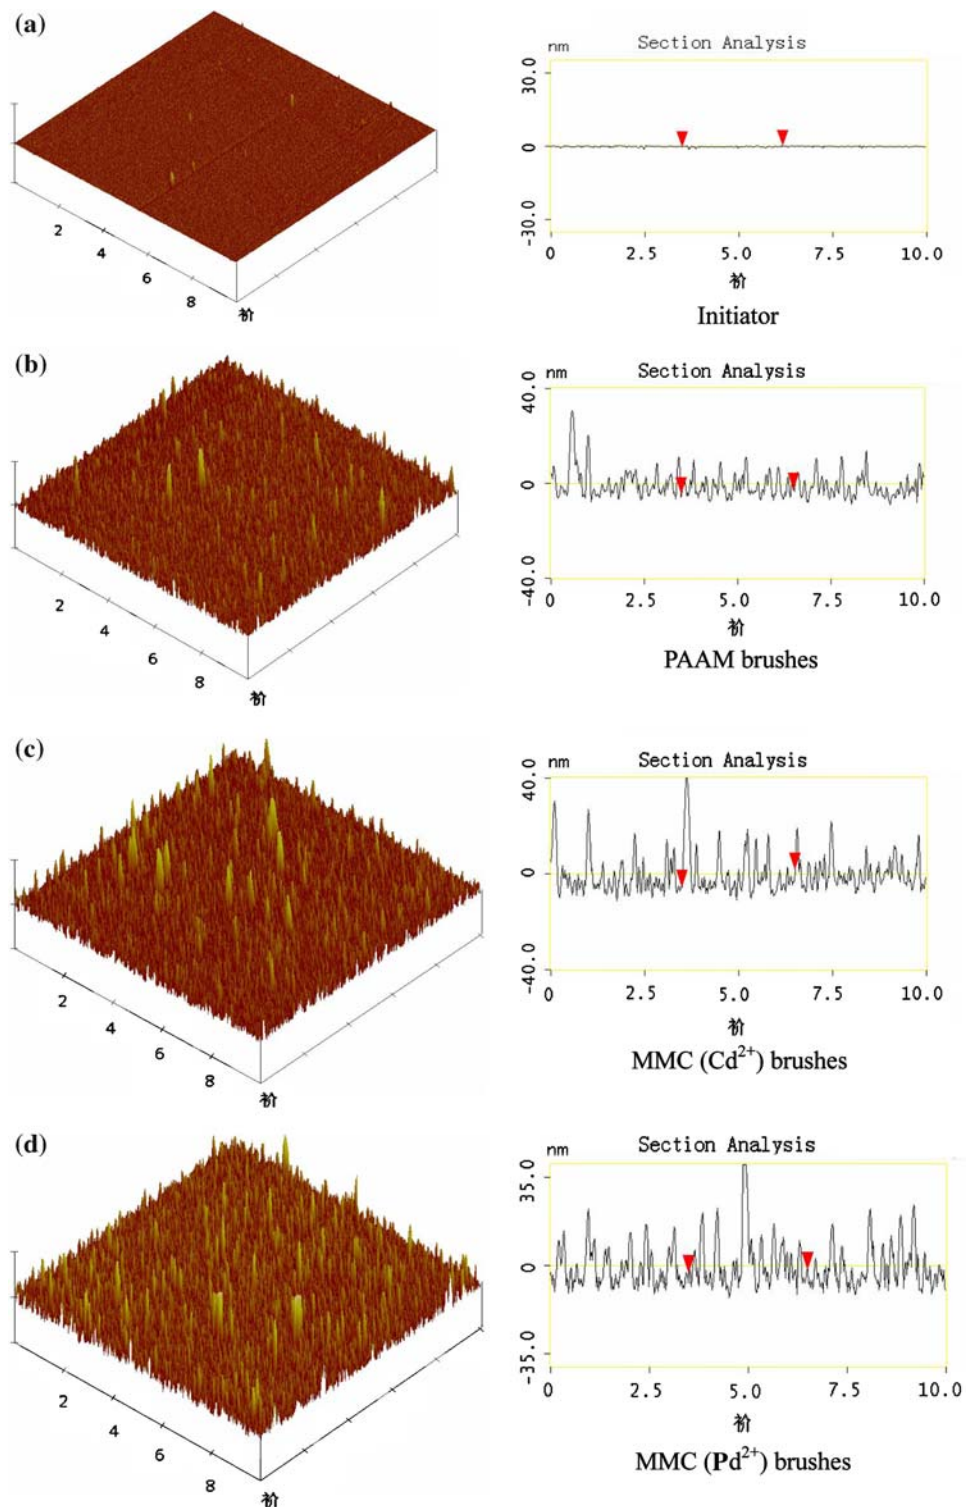 (a)
2
4
6
8
祄
nm
Section Analysis
30.0
0
-30.0
0
2.5
5.0
7.5
10.0
祄
Initiator
(b)
2
4
6
8
祄
nm
Section Analysis
40.0
0
-40.0
0
2.5
5.0
7.5
10.0
祄
PAAM brushes
(c)
2
4
6
8
祄
nm
Section Analysis
40.0
0
-40.0
0
2.5
5.0
7.5
10.0
祄
MMC (Cd²⁺) brushes
(d)
2
4
6
8
祄
nm
Section Analysis
35.0
0
-35.0
0
2.5
5.0
7.5
10.0
祄
MMC (Pd²⁺) brushes